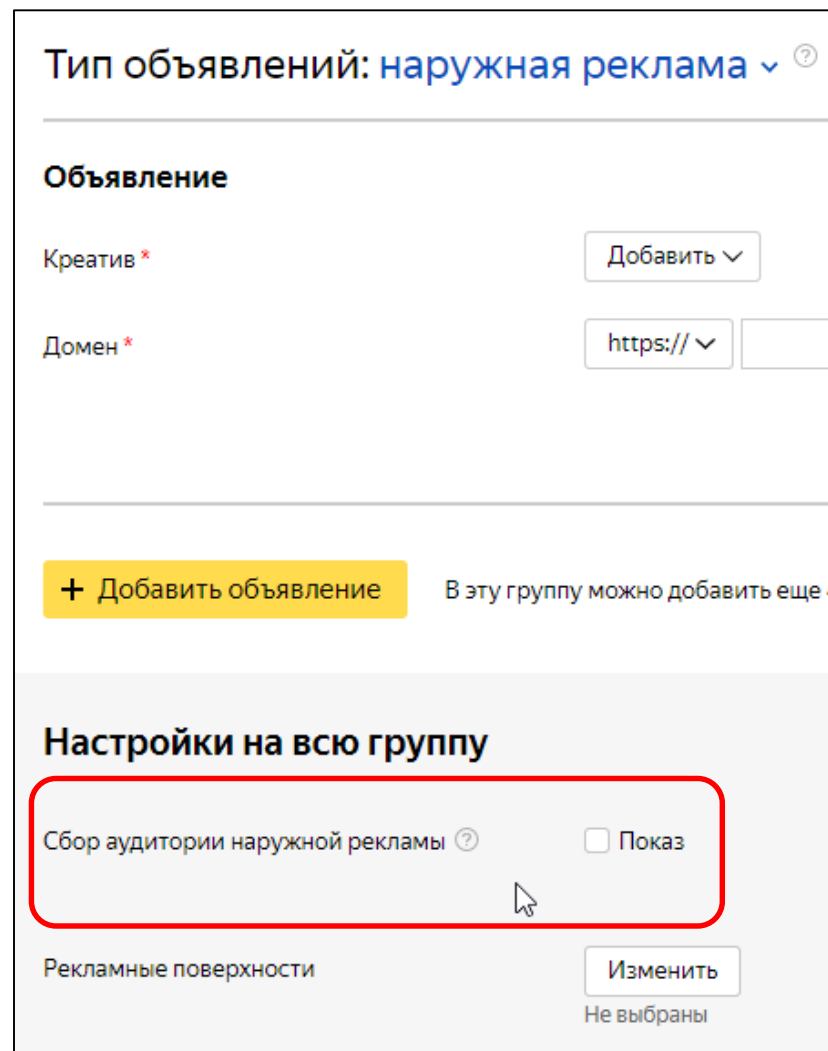 Тип объявлений: наружная реклама
Объявление
Креатив * Добавить
Домен * https://
+ Добавить объявление В эту группу можно добавить еще
Настройки на всю группу
Сбор аудитории наружной рекламы ? Показ
Рекламные поверхности Изменить
Не выбраны